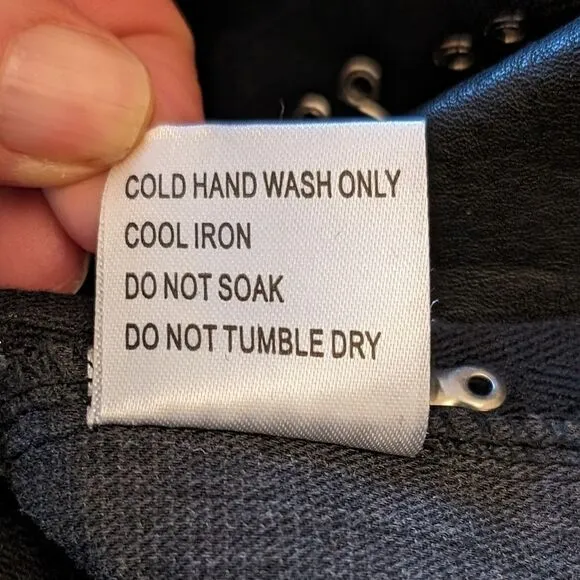 COLD HAND WASH ONLY
COOL IRON
DO NOT SOAK
DO NOT TUMBLE DRY